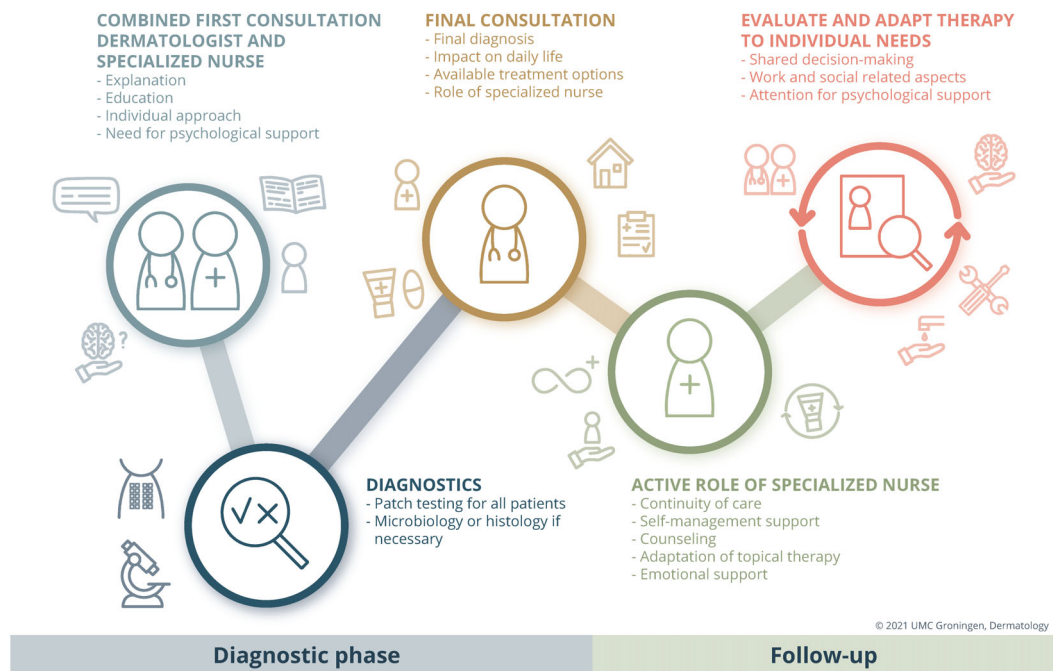 COMBINED FIRST CONSULTATION
DERMATOLOGIST AND
SPECIALIZED NURSE
- Explanation
- Education
- Individual approach
- Need for psychological support
FINAL CONSULTATION
- Final diagnosis
- Impact on daily life
- Available treatment options
- Role of specialized nurse
EVALUATE AND ADAPT THERAPY
TO INDIVIDUAL NEEDS
- Shared decision-making
- Work and social related aspects
- Attention for psychological support
?
DIAGNOSTICS
- Patch testing for all patients
- Microbiology or histology if
necessary
ACTIVE ROLE OF SPECIALIZED NURSE
- Continuity of care
- Self-management support
- Counseling
- Adaptation of topical therapy
- Emotional support
© 2021 UMC Groningen, Dermatology
Diagnostic phase
Follow-up